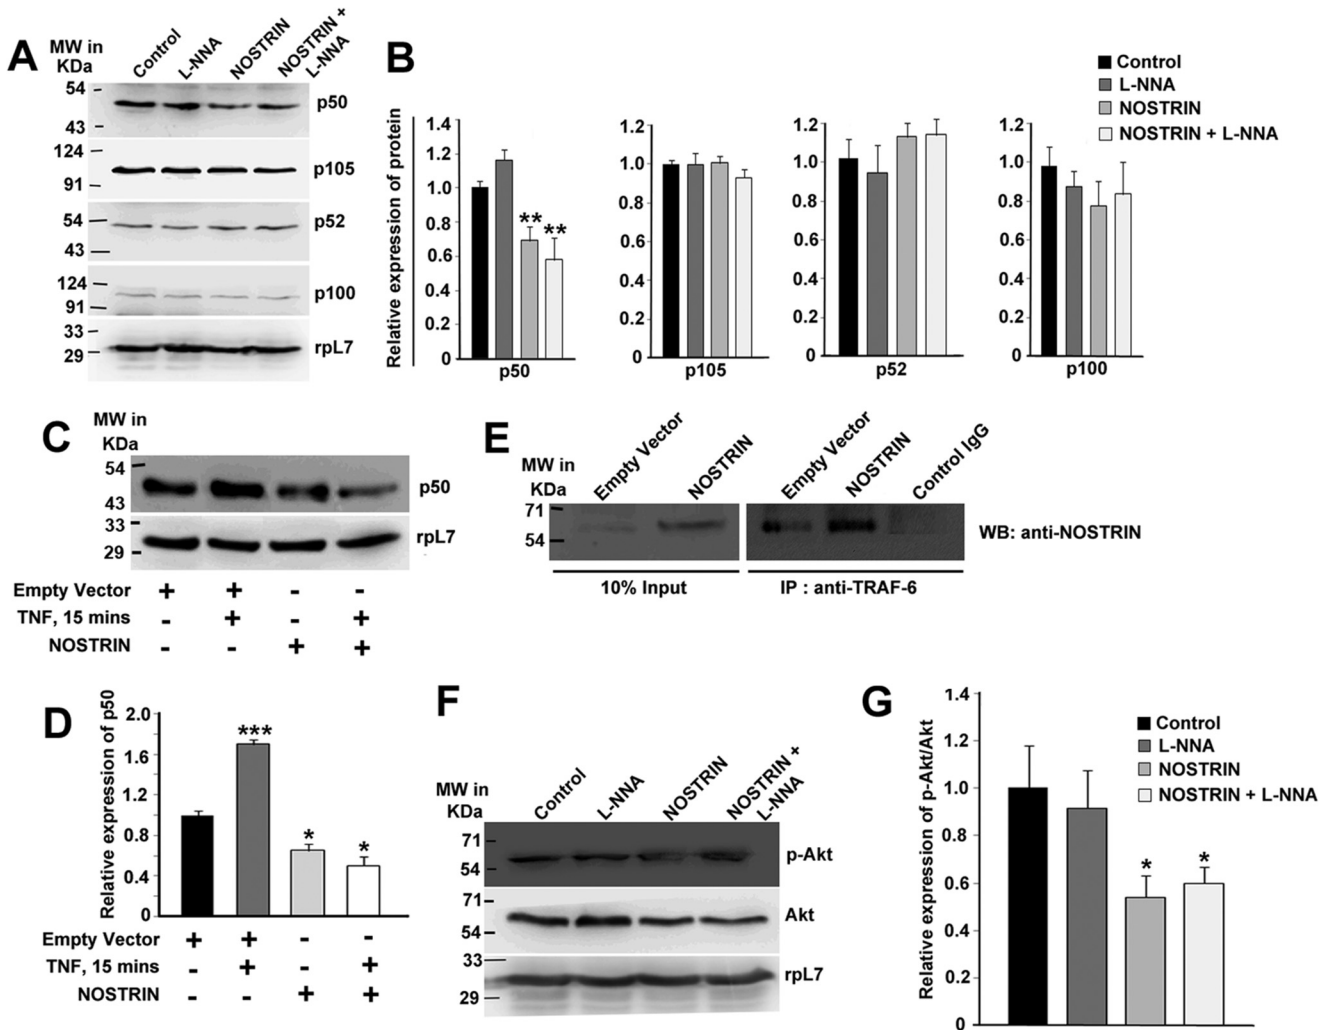 A
MW in
KDa
Control
L-NNA
NOSTRIN
NOSTRIN +
L-NNA
54
43
p50
124
91
p105
54
43
p52
124
91
p100
33
29
rpL7
B
Control
L-NNA
NOSTRIN
NOSTRIN + L-NNA
Relative expression of protein
1.4
1.2
1.0
0.8
0.6
0.4
0.2
0
**
**
p50
1.2
1.0
0.8
0.6
0.4
0.2
0
p105
1.2
1.0
0.8
0.6
0.4
0.2
0
p52
1.2
1.0
0.8
0.6
0.4
0.2
0
p100
C
MW in
KDa
54
43
p50
33
29
rpL7
Empty Vector + + - -
TNF, 15 mins - + - +
NOSTRIN - - + +
D
Relative expression of p50
2.0
1.6
1.2
0.8
0.4
0
***
*
*
Empty Vector + + - -
TNF, 15 mins - + - +
NOSTRIN - - + +
E
MW in
KDa
Empty Vector
NOSTRIN
Empty Vector
NOSTRIN
Control IgG
71
54
WB: anti-NOSTRIN
10% Input
IP : anti-TRAF-6
F
MW in
KDa
Control
L-NNA
NOSTRIN
NOSTRIN +
L-NNA
71
54
p-Akt
71
54
Akt
33
29
rpL7
G
Relative expression of p-Akt/Akt
1.4
1.2
1.0
0.8
0.6
0.4
0.2
0
Control
L-NNA
NOSTRIN
NOSTRIN + L-NNA
*
*